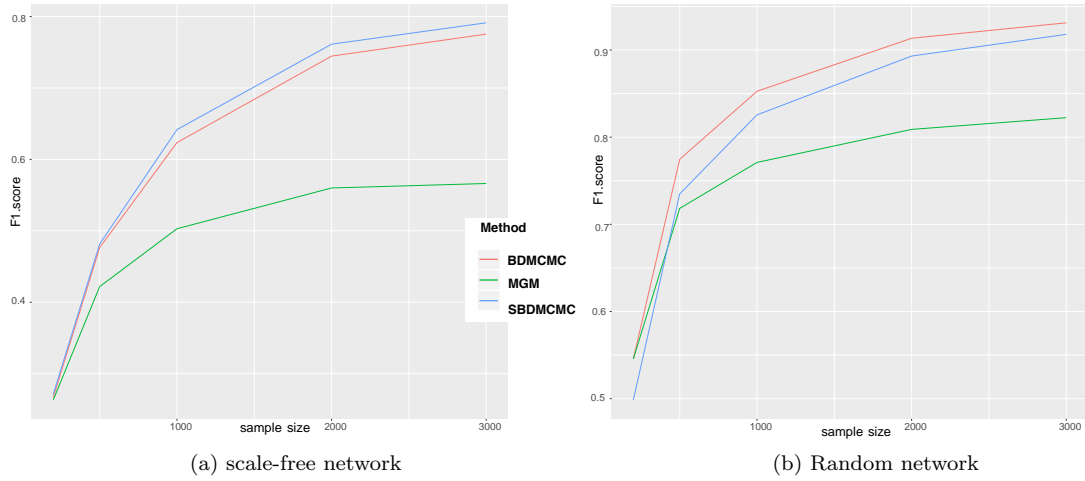 0.8
0.6
0.4
F1.score
1000
2000
3000
sample size
Method
BDMCMC
MGM
SBDMCMC
(a) scale-free network
0.9
0.8
0.7
0.6
0.5
F1.score
1000
2000
3000
sample size
(b) Random network